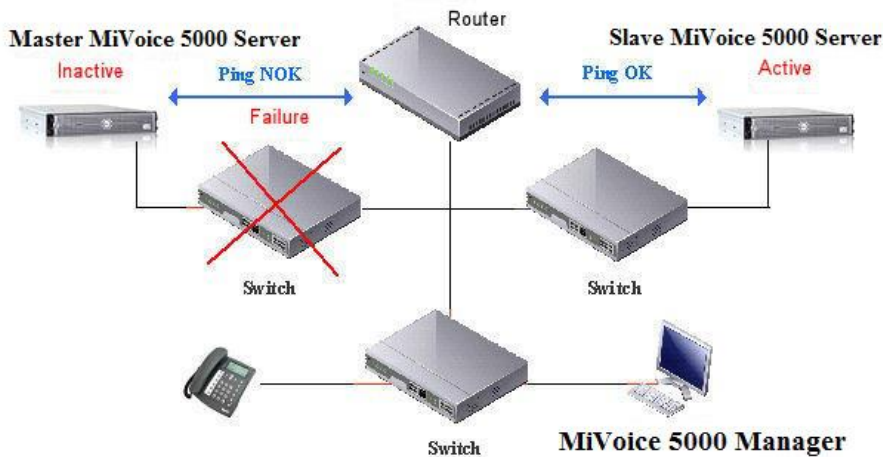 Router
Master MiVoice 5000 Server
Slave MiVoice 5000 Server
Inactive
Ping NOK
Ping OK
Active
Failure
Switch
Switch
Switch
MiVoice 5000 Manager